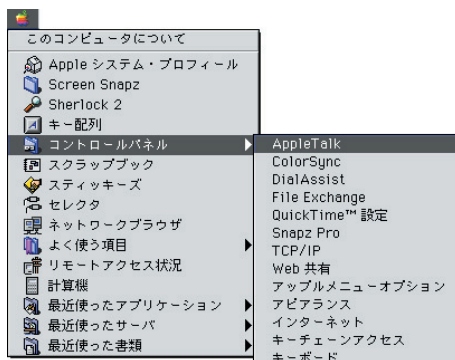 このコンピュータについて
Apple システム・プロフィール
Screen Snapz
Sherlock 2
キー配列
コントロールパネル
スクラップブック
スティッキーズ
セレクタ
ネットワークブラウザ
よく使う項目
リモートアクセス状況
計算機
最近使ったアプリケーション
最近使ったサーバ
最近使った書類
AppleTalk
ColorSync
DialAssist
File Exchange
QuickTime™ 設定
Snapz Pro
TCP/IP
Web 共有
アップルメニューオプション
アピアランス
インターネット
キーチェーンアクセス
キーボード